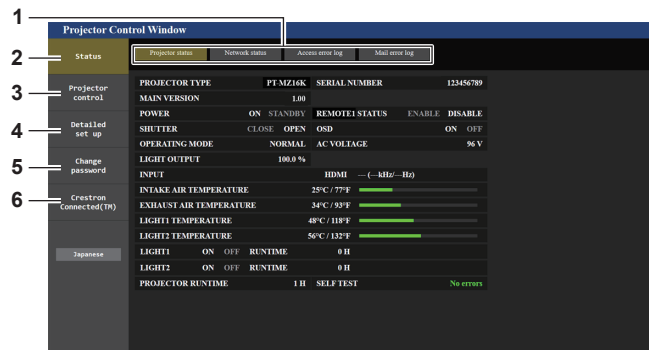 1
Projector Control Window
2
Status
Projector status Network status Access error log Mail error log
3
Projector
control
4
Detailed
set up
5
Change
password
6
Crestron
Connected(TM)
Japanese
PROJECTOR TYPE PT-MZ16K SERIAL NUMBER 123456789
MAIN VERSION 1.00
POWER ON STANDBY REMOTE1 STATUS ENABLE DISABLE
SHUTTER CLOSE OPEN OSD ON OFF
OPERATING MODE NORMAL AC VOLTAGE 96 V
LIGHT OUTPUT 100.0 %
INPUT HDMI --- (---kHz/---Hz)
INTAKE AIR TEMPERATURE 25°C / 77°F
EXHAUST AIR TEMPERATURE 34°C / 93°F
LIGHT1 TEMPERATURE 48°C / 118°F
LIGHT2 TEMPERATURE 56°C / 132°F
LIGHT1 ON OFF RUNTIME 0 H
LIGHT2 ON OFF RUNTIME 0 H
PROJECTOR RUNTIME 1 H SELF TEST No errors